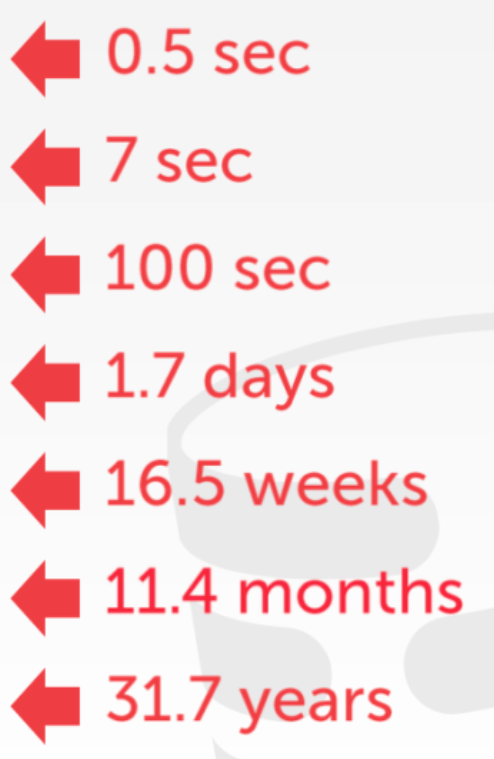 0.5 sec
7 sec
100 sec
1.7 days
16.5 weeks
11.4 months
31.7 years